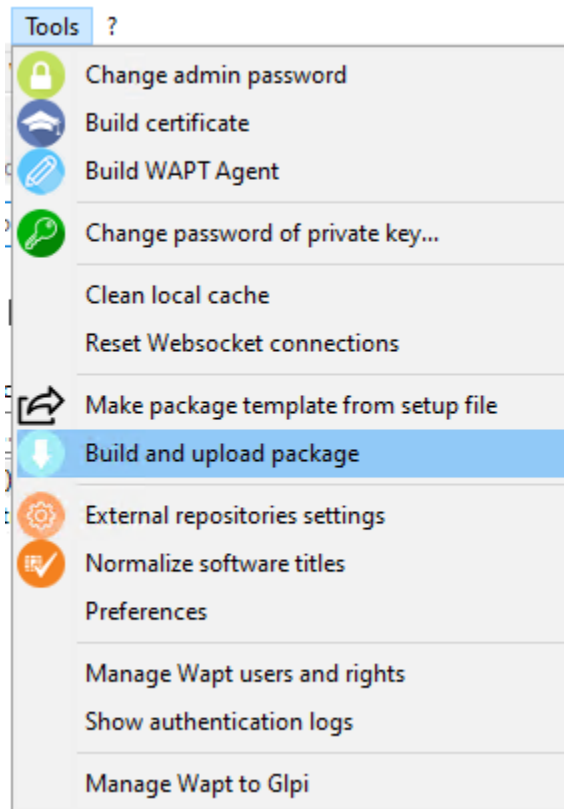 Tools ?
Change admin password
Build certificate
Build WAPT Agent
Change password of private key...
Clean local cache
Reset Websocket connections
Make package template from setup file
Build and upload package
External repositories settings
Normalize software titles
Preferences
Manage Wapt users and rights
Show authentication logs
Manage Wapt to Glpi